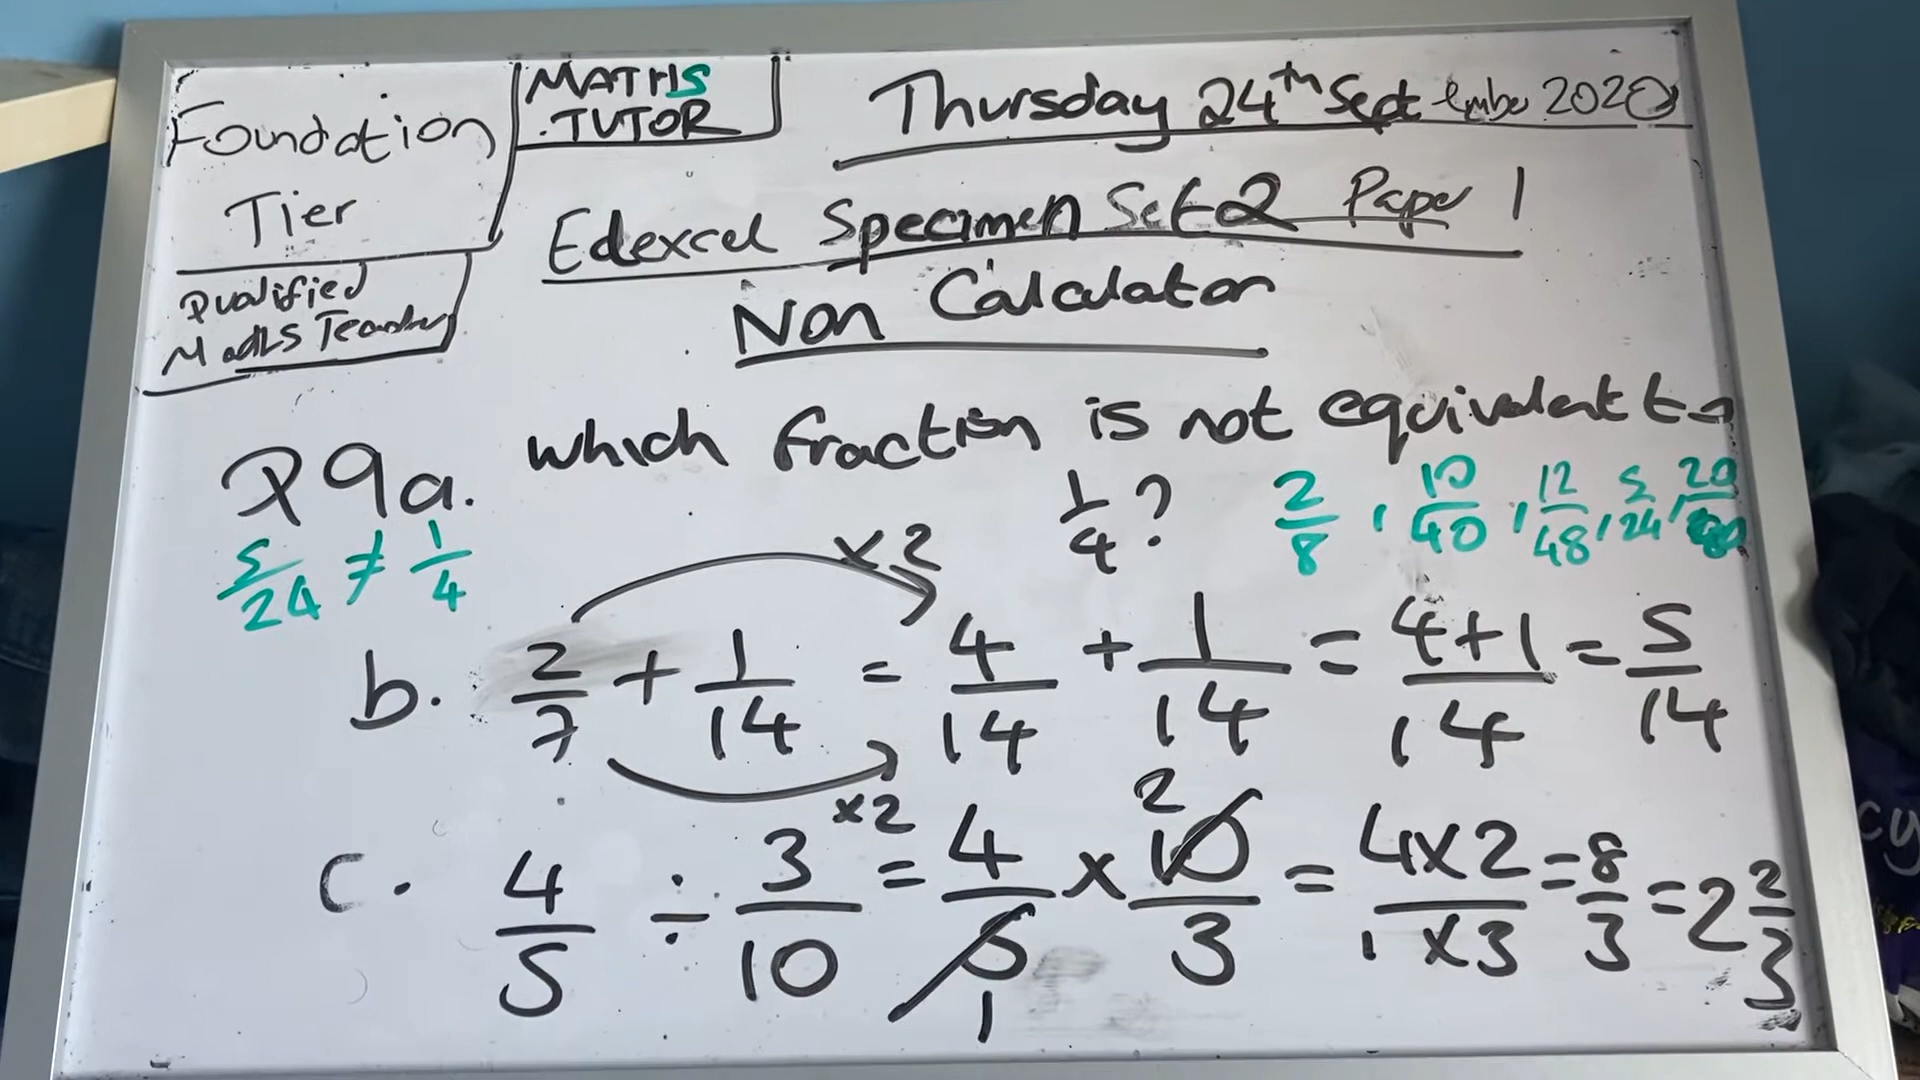 Foundation
Tier
Qualified
Maths Teacher
MATHS
TUTOR
Thursday 24th September 2020
Edexcel Specimen Set 2 Paper 1
Non Calculator
Q9a. Which fraction is not equivalent to
1/4? 2/8, 10/40, 12/48, 5/24, 20/80
5/24 ≠ 1/4
×2
b. 2/7 + 1/14 = 4/14 + 1/14 = (4+1)/14 = 5/14
×2
c. 4/5 ÷ 3/10 = 4/5 × 10/3 = (4×2)/(1×3) = 8/3 = 2 2/3
2
1
cy